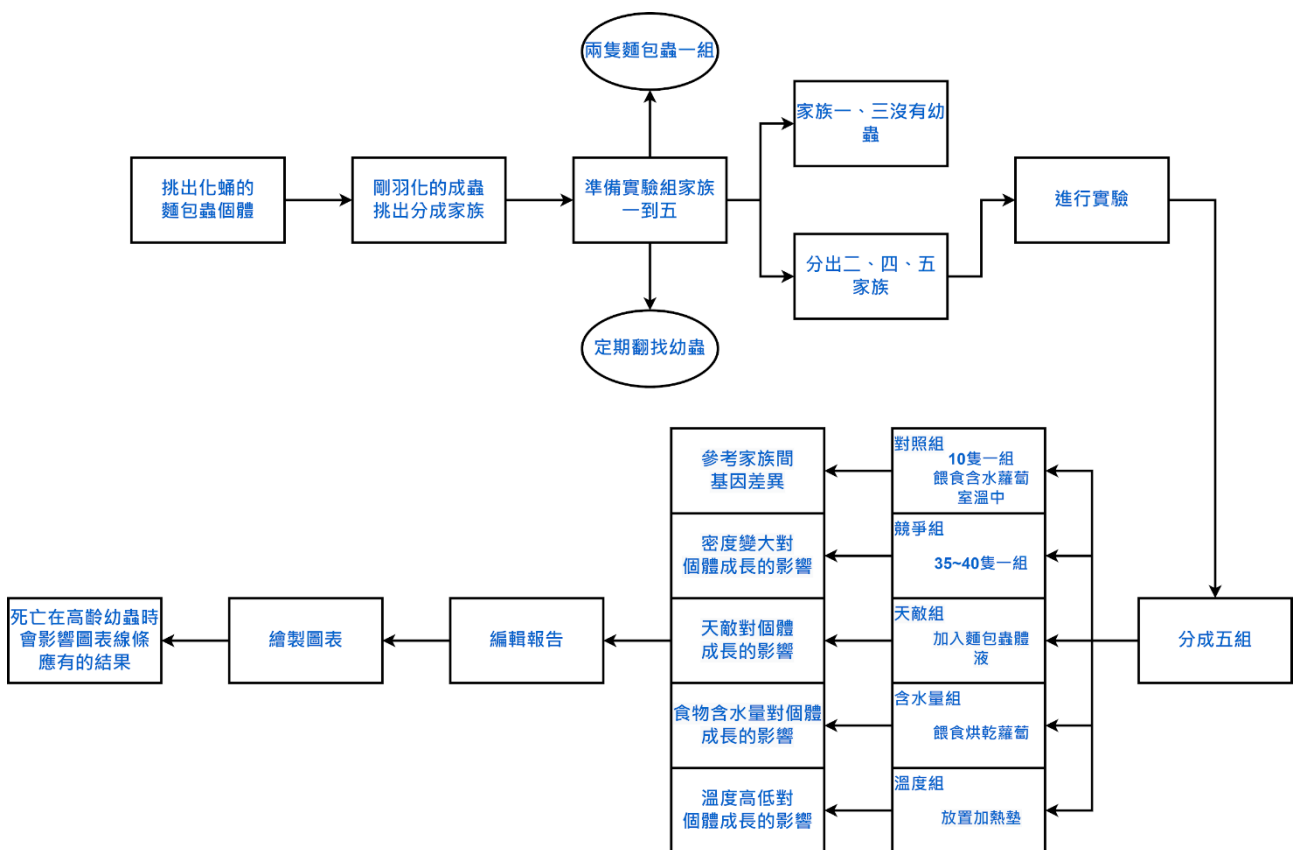 兩隻麵包蟲一組
家族一、三沒有幼
蟲
挑出化蛹的
麵包蟲個體
剛羽化的成蟲
挑出分成家族
準備實驗組家族
一到五
進行實驗
分出二、四、五
家族
定期翻找幼蟲
參考家族間
基因差異
對照組
10隻一組
餵食含水蘿蔔
室溫中
密度變大對
個體成長的影響
競爭組
35~40隻一組
死亡在高齡幼蟲時
會影響圖表線條
應有的結果
繪製圖表
編輯報告
天敵對個體
成長的影響
天敵組
加入麵包蟲體
液
分成五組
食物含水量對個體
成長的影響
含水量組
餵食烘乾蘿蔔
溫度高低對
個體成長的影響
溫度組
放置加熱墊